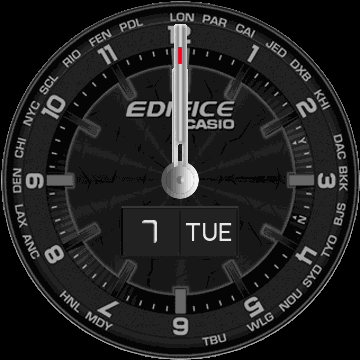 LON PAR CAI JED DXB KHI DAC BKK BJS TYO SYD NOU WLG TBU MDY HNL ANC LAX DEN CHI NYC SCL RIO FEN PDL
1 2 3 4 5 6 7 8 9 10 11
EDIFICE
CASIO
Y
N
7 TUE